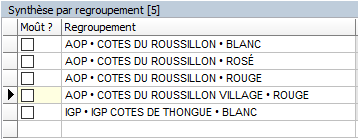 Synthèse par regroupement [5]
Moût ? Regroupement
AOP • COTES DU ROUSSILLON • BLANC
AOP • COTES DU ROUSSILLON • ROSÉ
AOP • COTES DU ROUSSILLON • ROUGE
AOP • COTES DU ROUSSILLON VILLAGE • ROUGE
IGP • IGP COTES DE THONGUE • BLANC